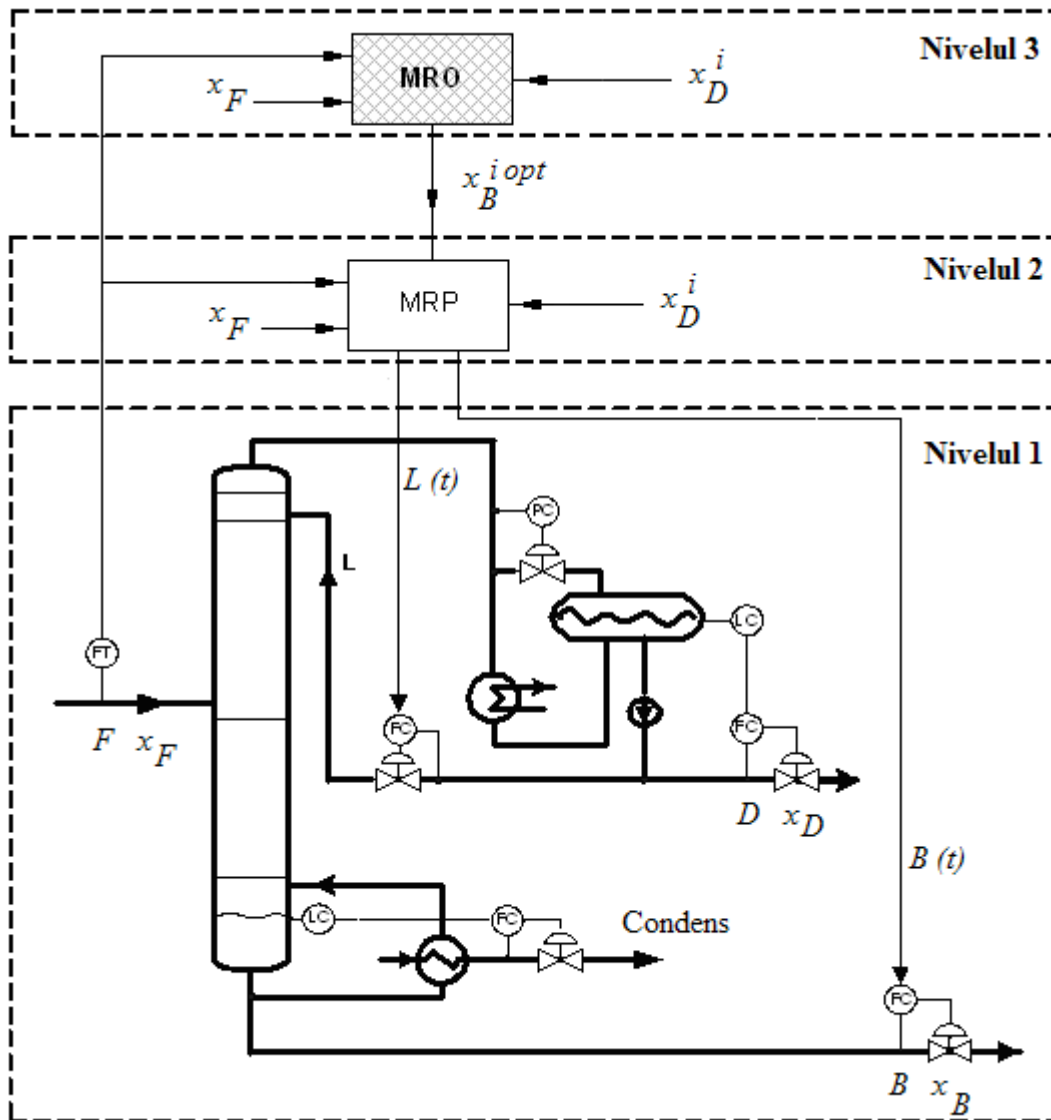 Nivelul 3
MRO
x_F
x_D^i
x_B^{i opt}
Nivelul 2
MRP
x_F
x_D^i
Nivelul 1
L (t)
PC
L
LC
FT
FC
FC
F x_F
D x_D
B (t)
LC
FC
Condens
FC
B x_B